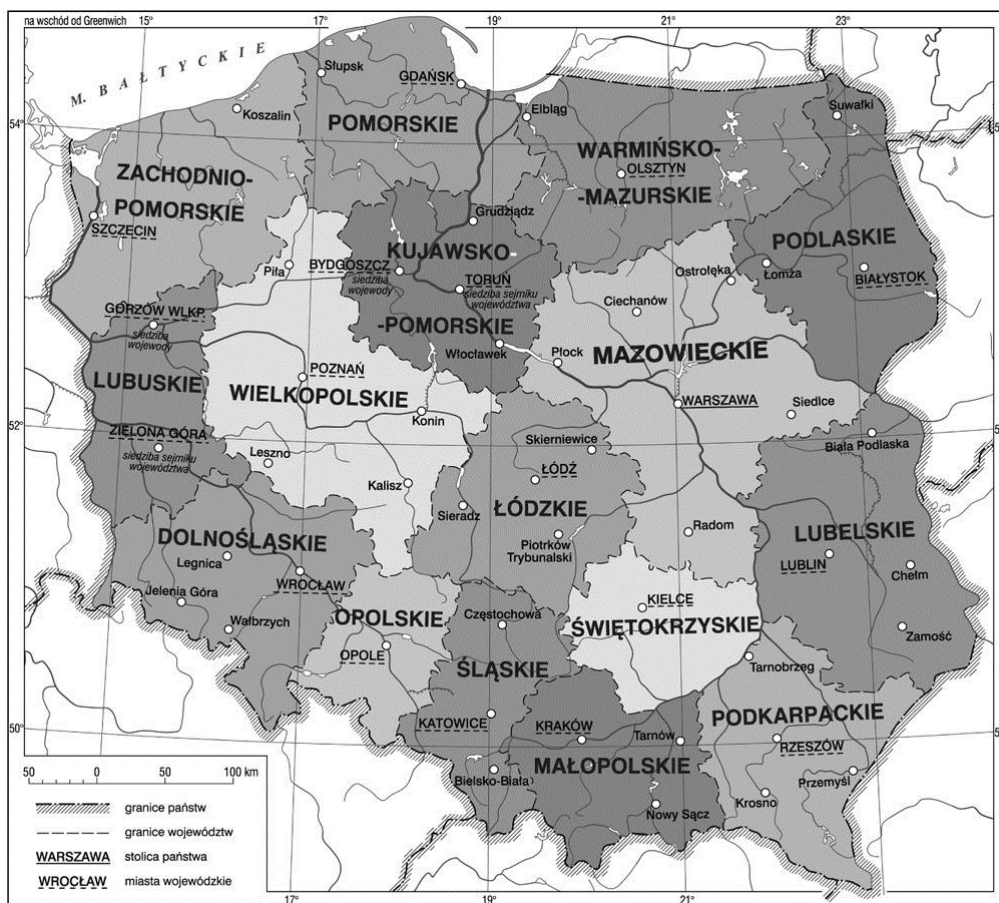 na wschód od Greenwich
15°
17°
19°
21°
23°
M. BAŁTYCKIE
Słupsk
GDAŃSK
Koszalin
POMORSKIE
Elbląg
Suwałki
54°
WARMIŃSKO-
OLSZTYN
-MAZURSKIE
ZACHODNIO-
POMORSKIE
SZCZECIN
Grudziądz
KUJAWSKO-
PODLASKIE
Piła
BYDGOSZCZ
siedziba
wojewody
TORUŃ
siedziba sejmiku
województwa
Ostrołęka
Łomża
BIAŁYSTOK
Ciechanów
GORZÓW WLKP
siedziba
wojewody
-POMORSKIE
Włocławek
Płock
MAZOWIECKIE
LUBUSKIE
POZNAŃ
WIELKOPOLSKIE
WARSZAWA
Siedlce
Konin
52°
ZIELONA GÓRA
siedziba sejmiku
województwa
Skierniewice
Biała Podlaska
Leszno
ŁÓDŹ
Kalisz
Sieradz
ŁÓDZKIE
Radom
DOLNOŚLĄSKIE
Piotrków
Trybunalski
LUBELSKIE
Legnica
LUBLIN
WROCŁAW
Chełm
Jelenia Góra
KIELCE
OPOLSKIE
Częstochowa
ŚWIĘTOKRZYSKIE
Wałbrzych
Zamość
OPOLE
ŚLĄSKIE
Tarnobrzeg
PODKARPACKIE
50°
KATOWICE
KRAKÓW
Tarnów
RZESZÓW
MAŁOPOLSKIE
Bielsko-Biała
Przemyśl
Krosno
Nowy Sącz
50 0 50 100 km
granice państw
granice województw
WARSZAWA stolica państwa
WROCŁAW miasta wojewódzkie
17°
19°
21°